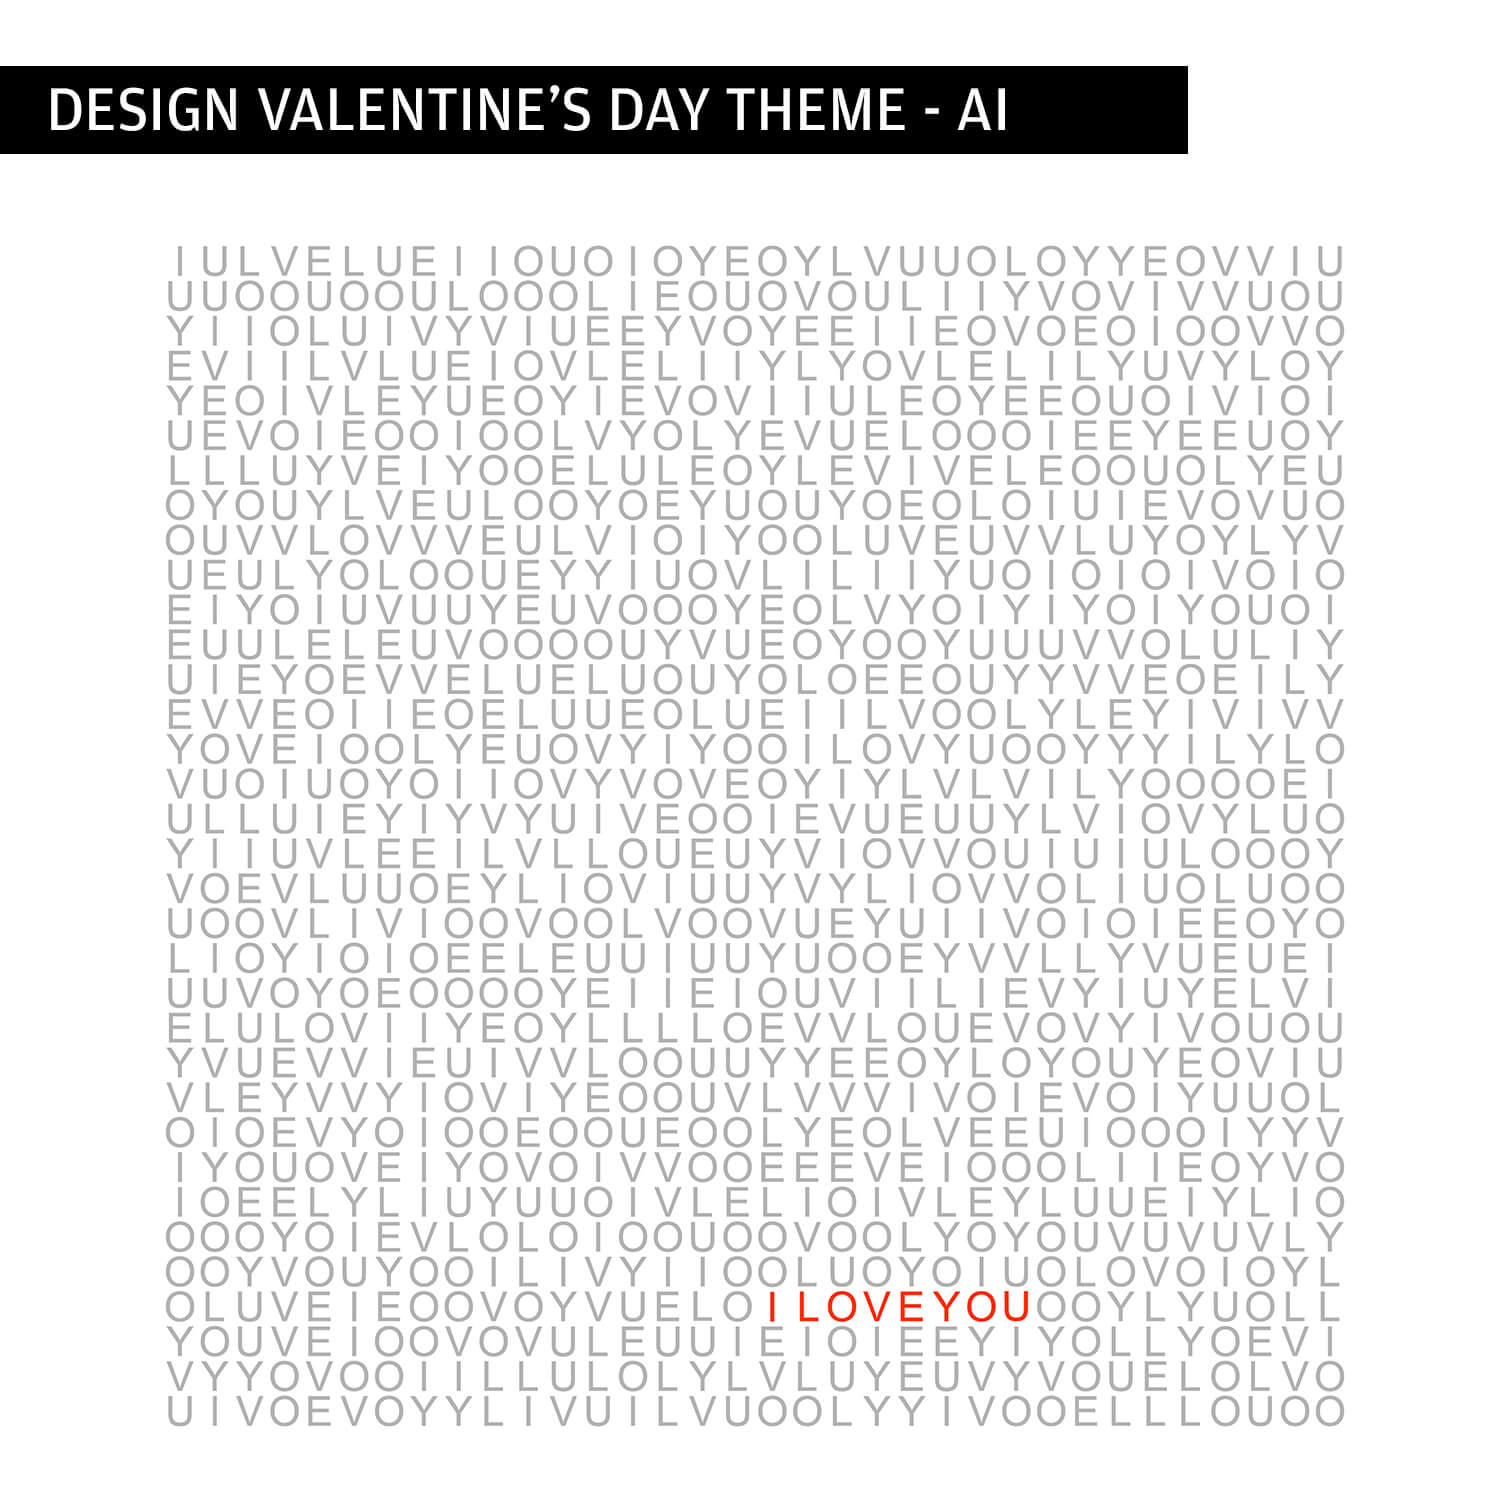 DESIGN VALENTINE’S DAY THEME - AI
IULVELUEIIOUOIOYEOYLVUUOLOYYEOVVIU
UUOOUOOULOOOLIEOUOVOULIIYVOVIVVUOU
YIIOLUIVYVIUEEYVOYEEIIEOVOEOIOOVVO
EVIILVLUEIOVLELIIYLYOVLELILYUVYLOY
YEOIVLEYUEOYIEVOVIIULEOYEEOUOIVIOI
UEVOIEOOIOOLVYOLYEVUELOOOIEEYEEUOY
LLLUYVEIYOOELULEOYLEVIVELEOOUOLYEU
OYOUYLVEULOOYOEYUOUYOEOLOIUIEVOVUO
OUVVLOVVVEULVIOIYOOLUVEUVVLUYOYLYV
UEULYOLOOUEYYIUOVLILIIYUOIOIOIVOIO
EIYOIUVUUYEUVOOOYEOLVYOIYIYOIYOUOI
EUULELEUVOOOOUYVUEOYOOYUUUVVOLULIY
UIEYOEVVELUELUOUYOLOEEOUYYVVEOEILY
EVVEOIIEOELUUEOLUEIILVOOLYLEYIVIVV
YOVEIOOLYEUOVYIYOOILOVYUOOYYYILYLO
VUOIUOYOIIOVYVOVEOYIYLVLVILYOOOOEI
ULLUIEYIYVYUIVEOOIEVUEUUYLVIOVYLUO
YIIUVLEEILVLLOUEUYVIOVVOUIUIULOOOY
VOEVLUUOEYLIOVIUUYVYLIOVVOLIUOLUOO
UOOVLIVIOOVOOLVOOVUEYUIIVOIOIEEOYO
LIOYIOIOEELEUUIUUYUOOEYVVLLYVUEUEI
UUVOYOEOOOOYEIIEIOUVIILIEVYIUYELVI
ELULOVIIYEOYLLLLOEVVLOUEVOVYIVOUOU
YVUEVVIEUIVVLOOUUYYEEOYLOYOUYEOVIU
VLEYVVYIOVIYEOOUVLVVVIVOIEVOIYUUOL
OIOEVYOIOOEOOUEOOLYEOLVEEUIOOOIYYV
IYOUOVEIYOVOIVVOOEEEVEIOOOLIIEOYVO
IOEELYLIUYUUOIVLELIOIVLEYLUUEIYLIO
OOOYOIEVLOLOIOOUOOVOOLYOYOUVUVUVLY
OOYVOUYOOILIVYIIOOLUOYOIUOLOVOIOYL
OLUVEIEOOVOYVUELOILOVEYOUOOYLYUOLL
YOUVEIOOVOVULEUUIEIOIEEYIYOLLYOEVI
VYYOVOOIILLULOLYLVLUYEUVYVOUELOLVO
UIVOEVOYYLIVUILVUOOLYYIVOOELLLOUOO